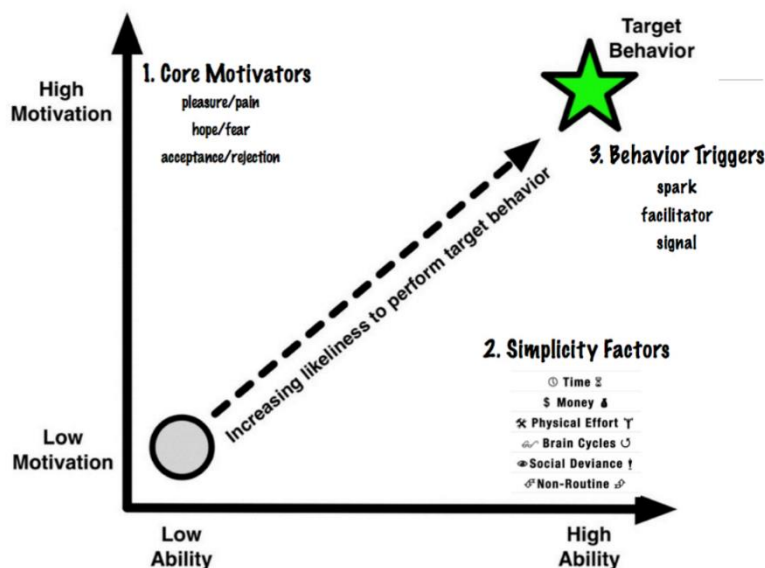 Target
Behavior
High
Motivation
1. Core Motivators
pleasure/pain
hope/fear
acceptance/rejection
3. Behavior Triggers
spark
facilitator
signal
Increasing likeliness to perform target behavior
2. Simplicity Factors
Time
$ Money
Physical Effort
Brain Cycles
Social Deviance
Non-Routine
Low
Motivation
Low
Ability
High
Ability